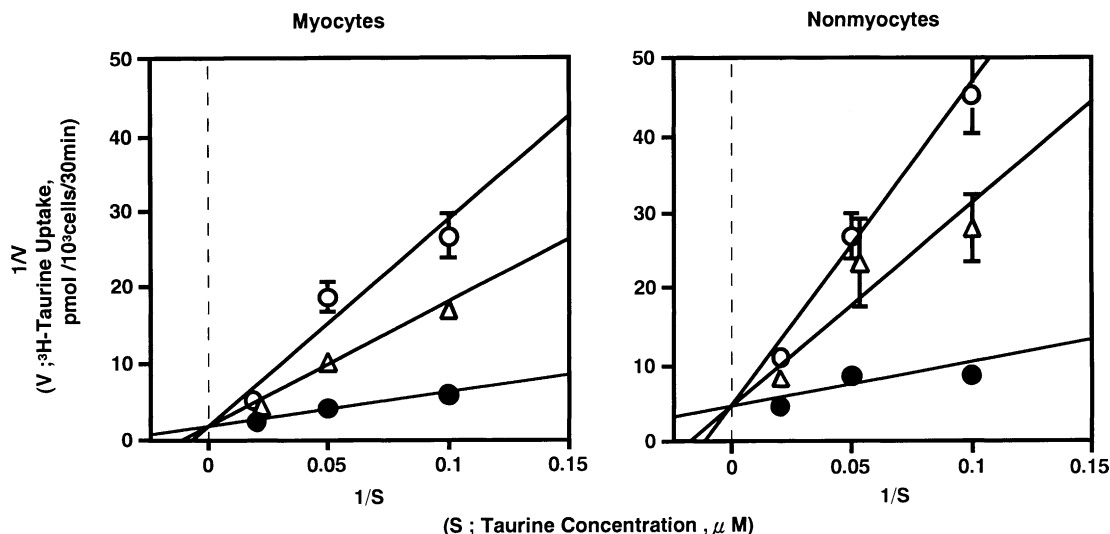 Myocytes
Nonmyocytes
1/V
(V ;³H-Taurine Uptake,
pmol /10³cells/30min)
50
40
30
20
10
0
0
0.05
0.1
0.15
1/S
50
40
30
20
10
0
0
0.05
0.1
0.15
1/S
(S ; Taurine Concentration , μ M)